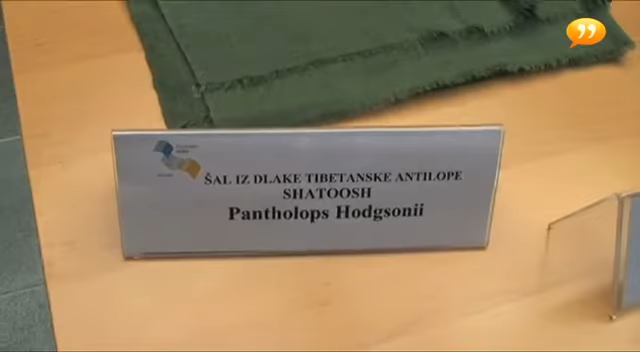 ŠAL IZ DLAKE TIBETANSKE ANTILOPE
SHATOOSH
Pantholops Hodgsonii